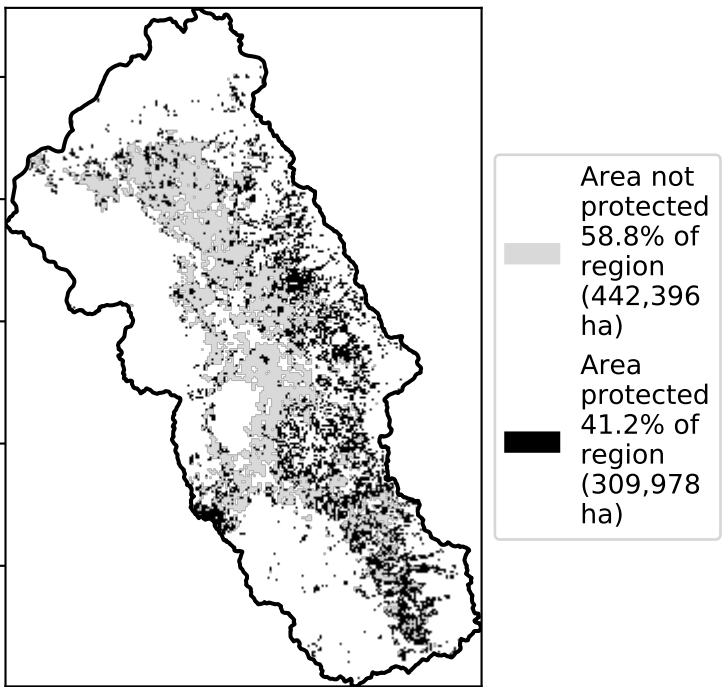 Area not
protected
58.8% of
region
(442,396
ha)
Area
protected
41.2% of
region
(309,978
ha)